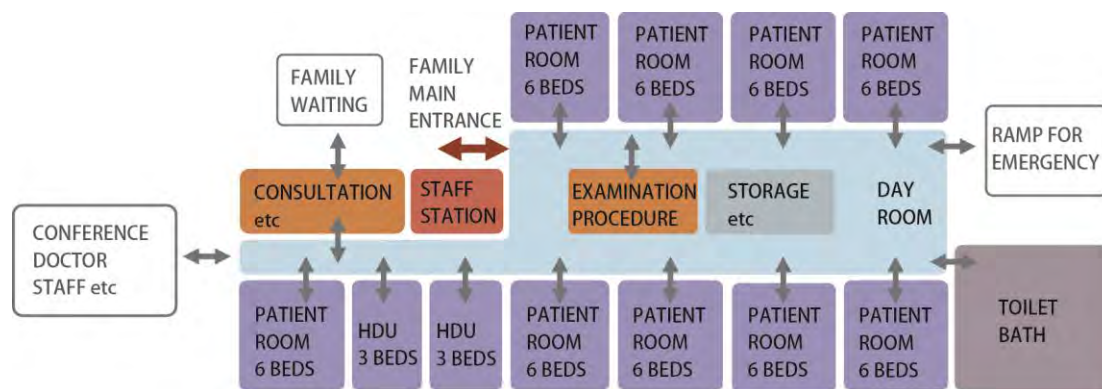 PATIENT
ROOM
6 BEDS
PATIENT
ROOM
6 BEDS
PATIENT
ROOM
6 BEDS
PATIENT
ROOM
6 BEDS
FAMILY
WAITING
FAMILY
MAIN
ENTRANCE
RAMP FOR
EMERGENCY
CONSULTATION
etc
STAFF
STATION
EXAMINATION
PROCEDURE
STORAGE
etc
DAY
ROOM
CONFERENCE
DOCTOR
STAFF etc
PATIENT
ROOM
6 BEDS
HDU
3 BEDS
HDU
3 BEDS
PATIENT
ROOM
6 BEDS
PATIENT
ROOM
6 BEDS
PATIENT
ROOM
6 BEDS
PATIENT
ROOM
6 BEDS
TOILET
BATH